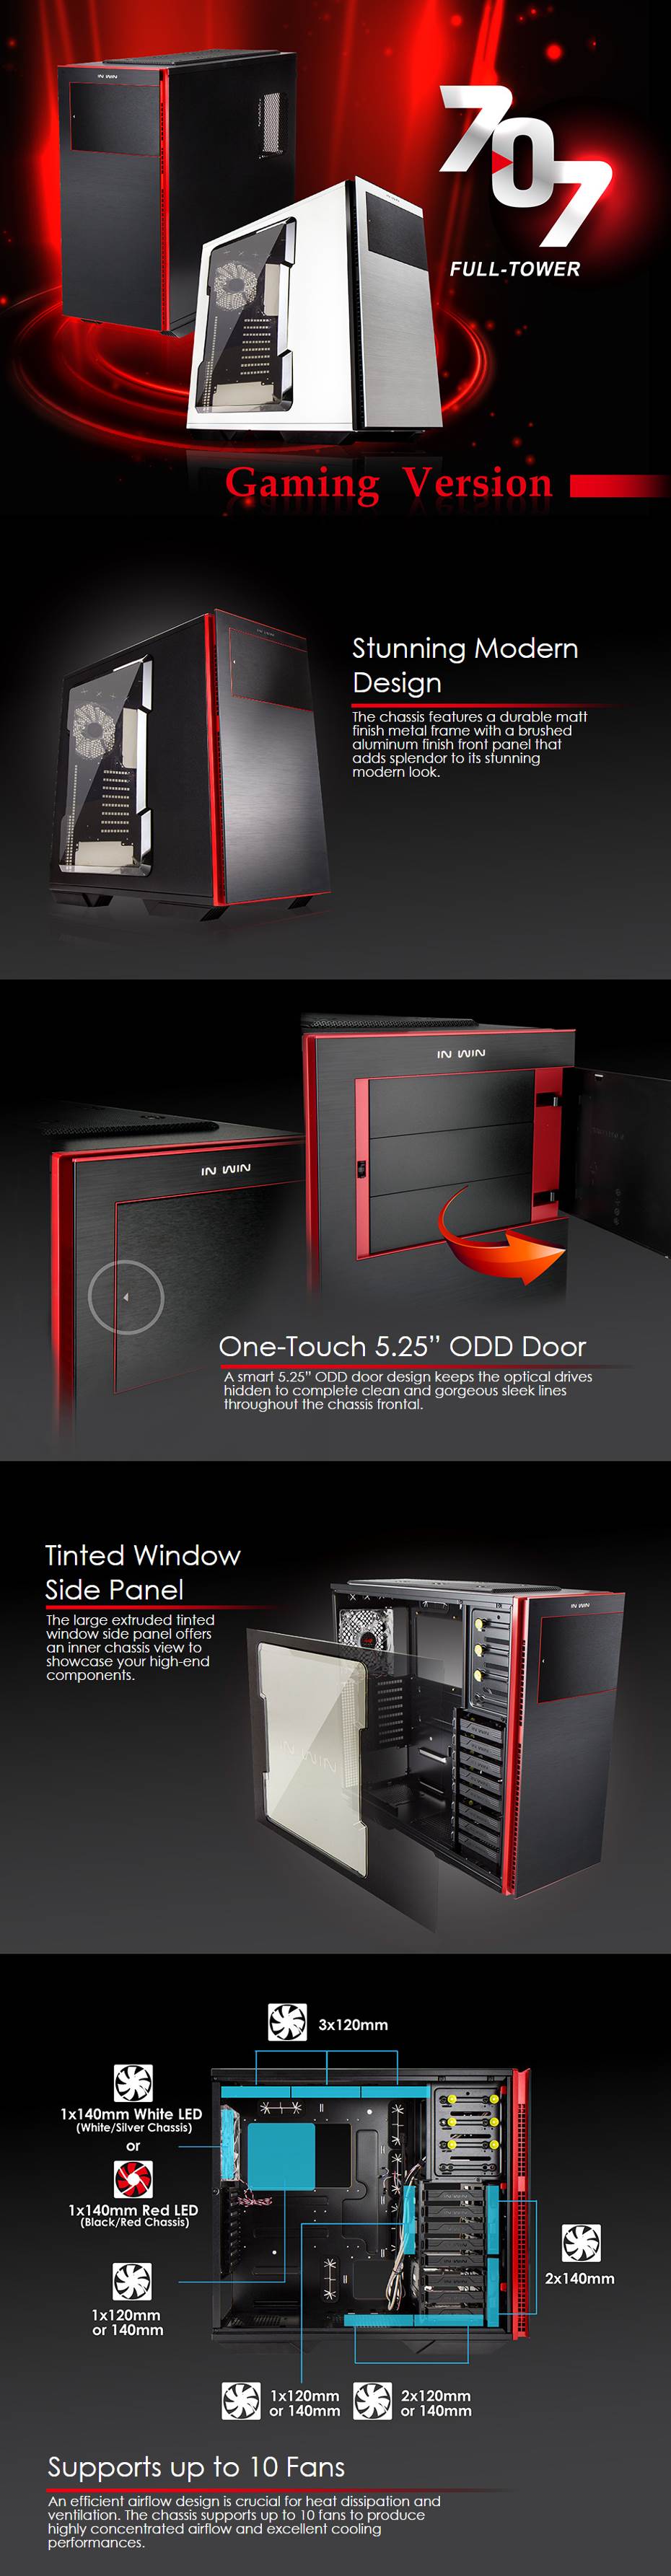 IN WIN
707
FULL-TOWER
Gaming Version
Stunning Modern
Design
The chassis features a durable matt
finish metal frame with a brushed
aluminum finish front panel that
adds splendor to its stunning
modern look.
IN WIN
IN WIN
One-Touch 5.25” ODD Door
A smart 5.25” ODD door design keeps the optical drives
hidden to complete clean and gorgeous sleek lines
throughout the chassis frontal.
Tinted Window
Side Panel
The large extruded tinted
window side panel offers
an inner chassis view to
showcase your high-end
components.
IN WIN
IN WIN
3x120mm
1x140mm White LED
(White/Silver Chassis)
or
1x140mm Red LED
(Black/Red Chassis)
2x140mm
1x120mm
or 140mm
1x120mm
or 140mm
2x120mm
or 140mm
Supports up to 10 Fans
An efficient airflow design is crucial for heat dissipation and
ventilation. The chassis supports up to 10 fans to produce
highly concentrated airflow and excellent cooling
performances.